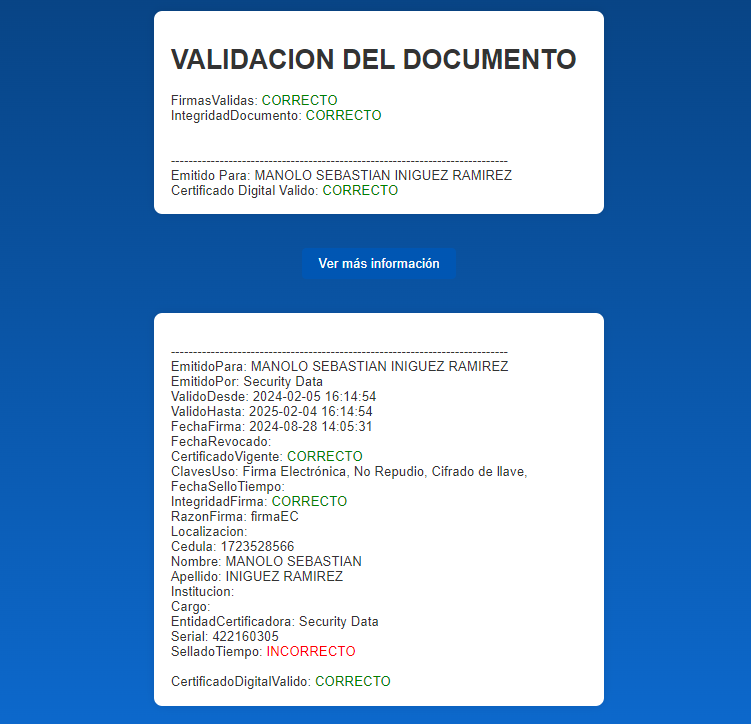 VALIDACION DEL DOCUMENTO
FirmasValidas: CORRECTO
IntegridadDocumento: CORRECTO
--------------------------------------------------------------------------------
Emitido Para: MANOLO SEBASTIAN INIGUEZ RAMIREZ
Certificado Digital Valido: CORRECTO
Ver más información
--------------------------------------------------------------------------------
EmitidoPara: MANOLO SEBASTIAN INIGUEZ RAMIREZ
EmitidoPor: Security Data
ValidoDesde: 2024-02-05 16:14:54
ValidoHasta: 2025-02-04 16:14:54
FechaFirma: 2024-08-28 14:05:31
FechaRevocado:
CertificadoVigente: CORRECTO
ClavesUso: Firma Electrónica, No Repudio, Cifrado de llave,
FechaSelloTiempo:
IntegridadFirma: CORRECTO
RazonFirma: firmaEC
Localizacion:
Cedula: 1723528566
Nombre: MANOLO SEBASTIAN
Apellido: INIGUEZ RAMIREZ
Institucion:
Cargo:
EntidadCertificadora: Security Data
Serial: 422160305
SelladoTiempo: INCORRECTO
CertificadoDigitalValido: CORRECTO